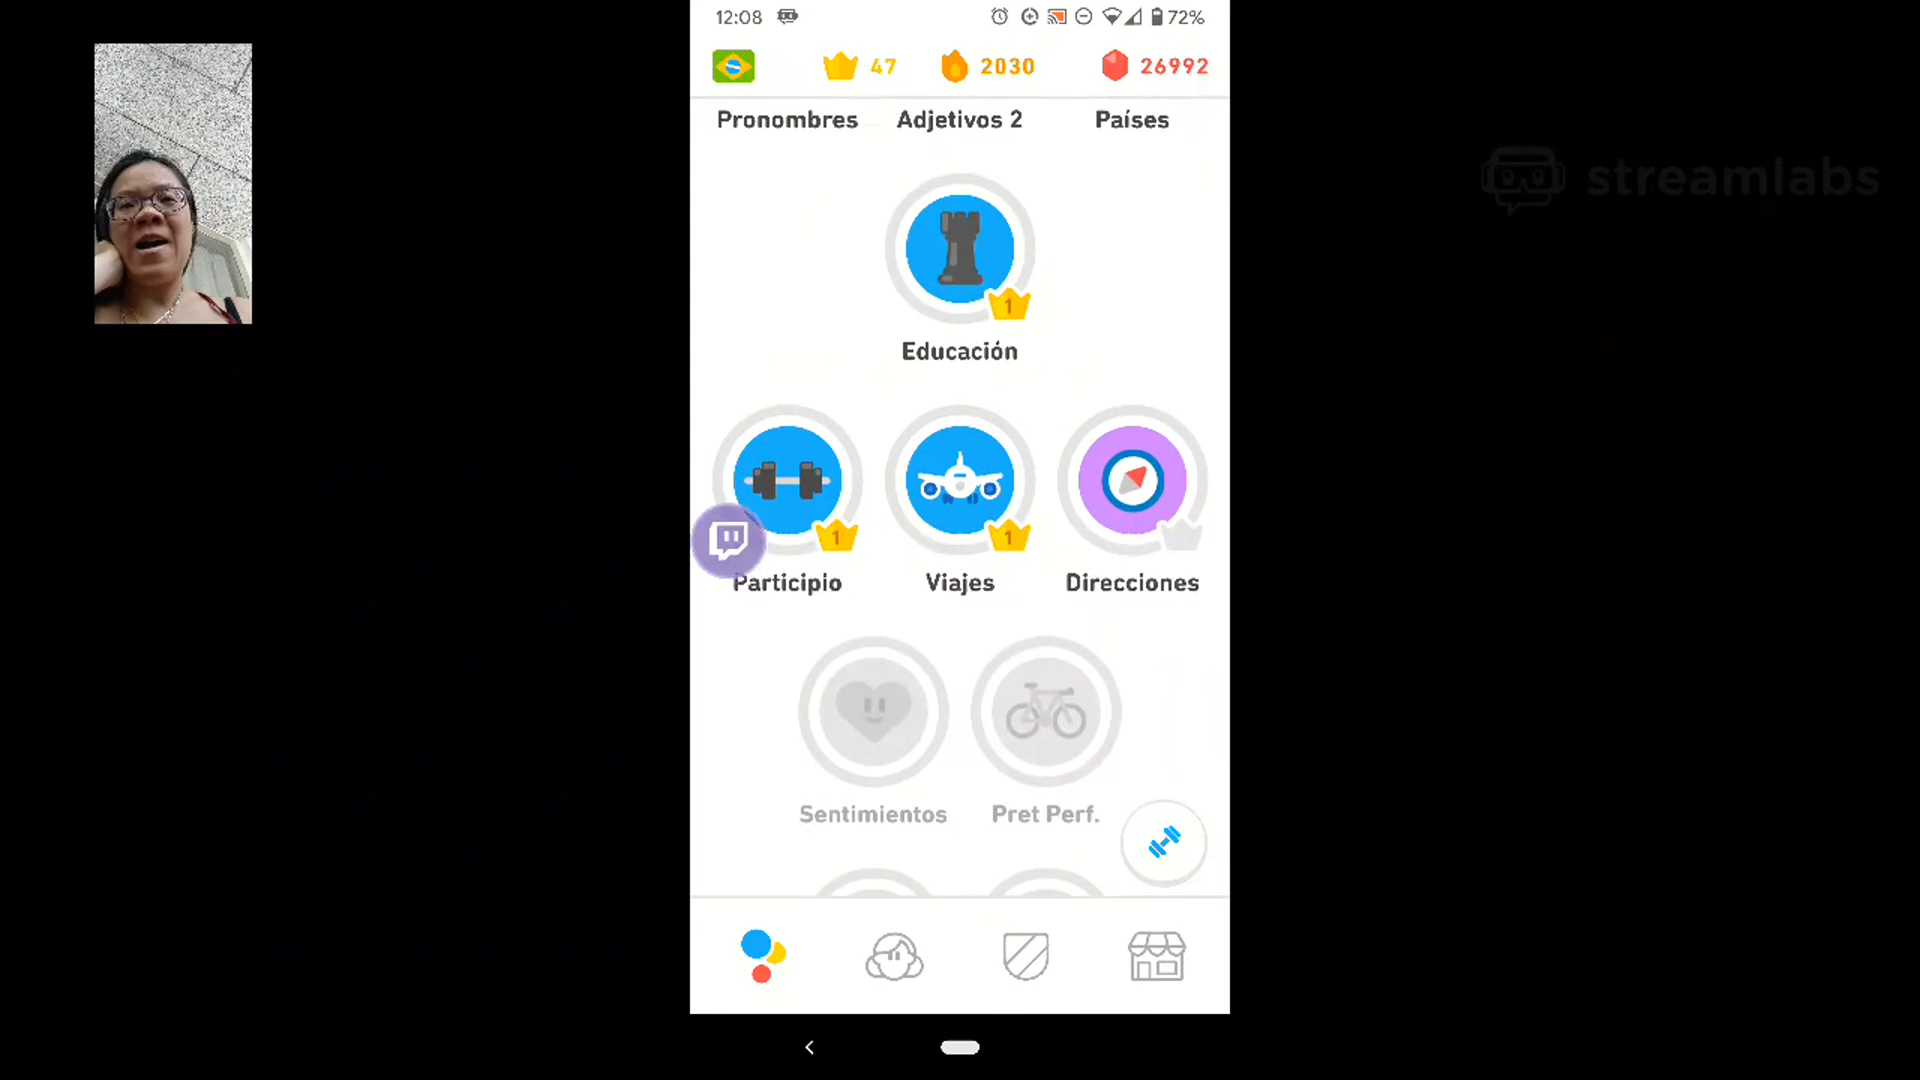 12:08 72%
47 2030 26992
Pronombres Adjetivos 2 Países
streamlabs
1
Educación
1 1
Participio Viajes Direcciones
Sentimientos Pret Perf.